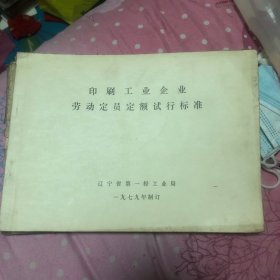 印刷工业企业
劳动定员定额试行标准
辽宁省第一轻工业局
一九七九年制订